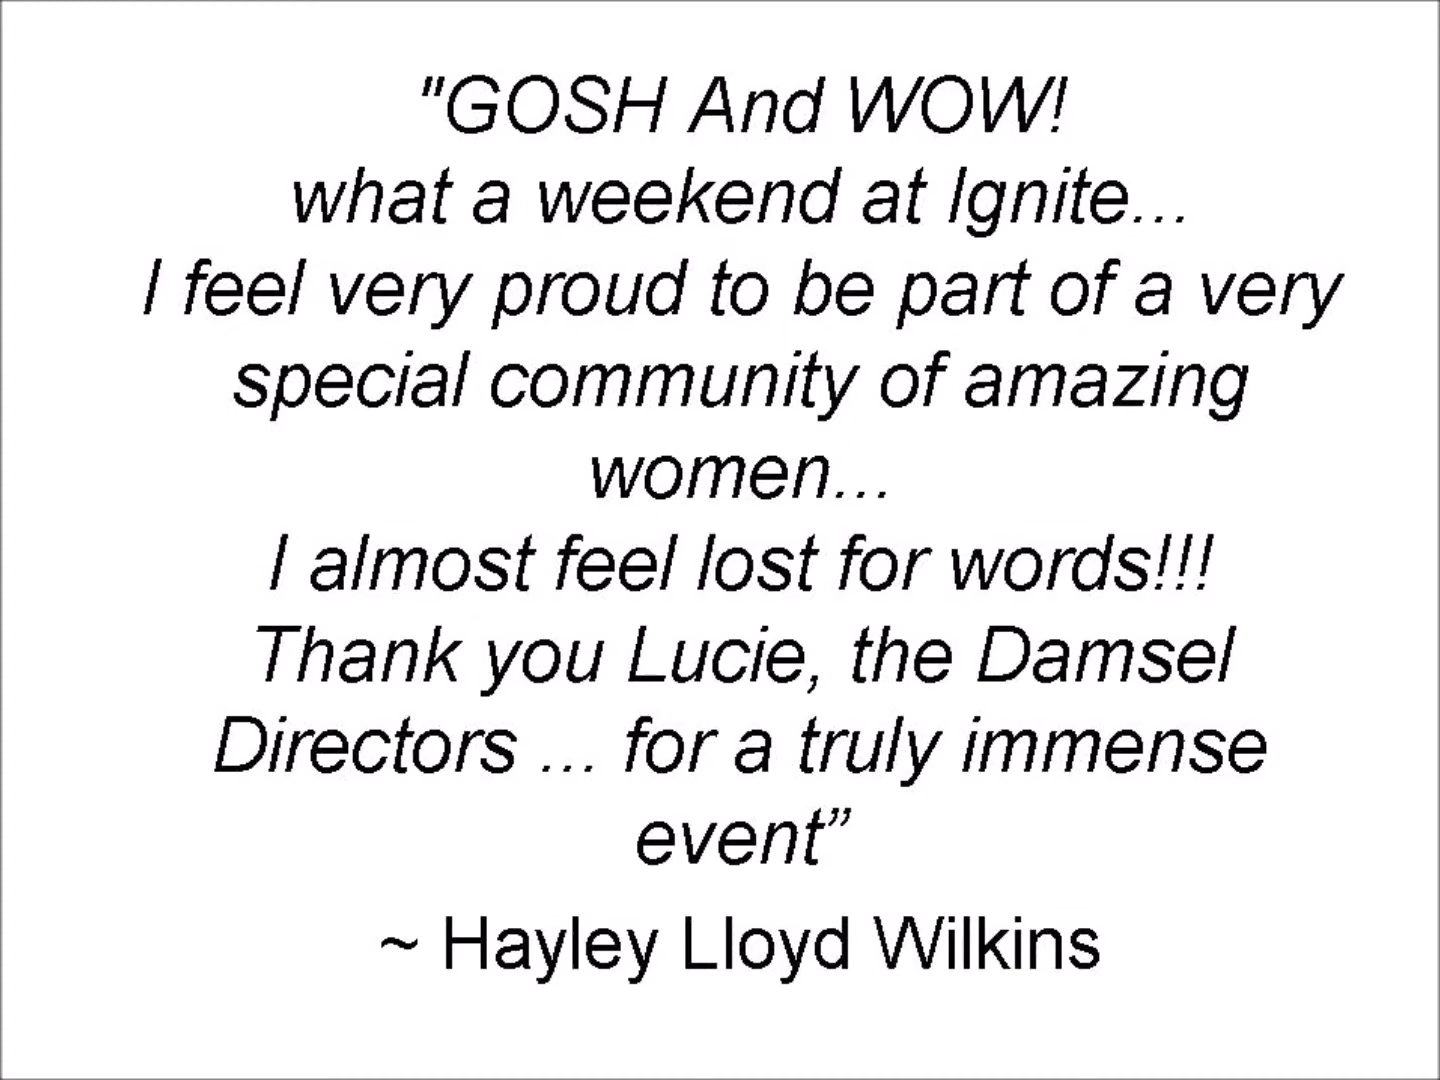 "GOSH And WOW!
what a weekend at Ignite...
I feel very proud to be part of a very
special community of amazing
women...
I almost feel lost for words!!!
Thank you Lucie, the Damsel
Directors ... for a truly immense
event”
~ Hayley Lloyd Wilkins